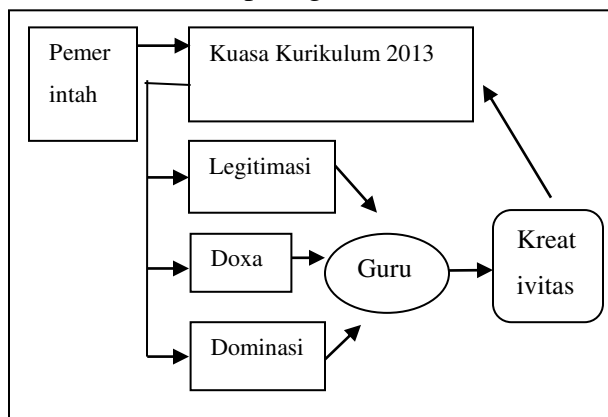 Pemer
intah
Kuasa Kurikulum 2013
Legitimasi
Doxa
Dominasi
Guru
Kreat
ivitas